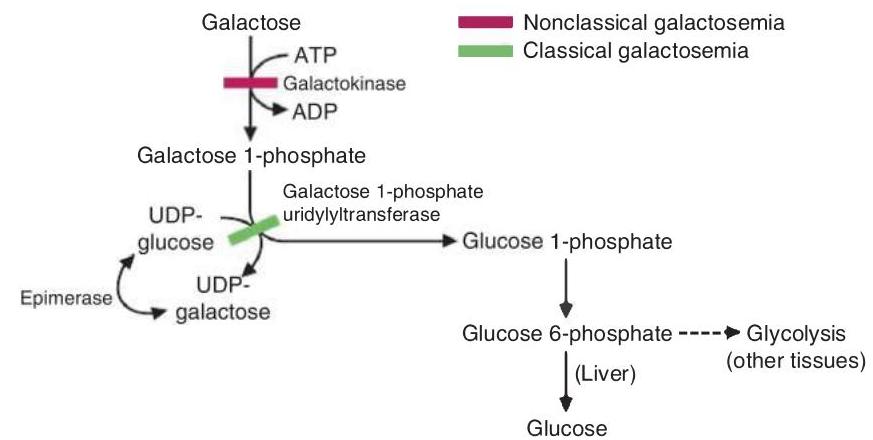 Galactose
Nonclassical galactosemia
Classical galactosemia
ATP
Galactokinase
ADP
Galactose 1-phosphate
Galactose 1-phosphate
uridylyltransferase
UDP-
glucose
Glucose 1-phosphate
UDP-
galactose
Epimerase
Glucose 6-phosphate
Glycolysis
(other tissues)
(Liver)
Glucose